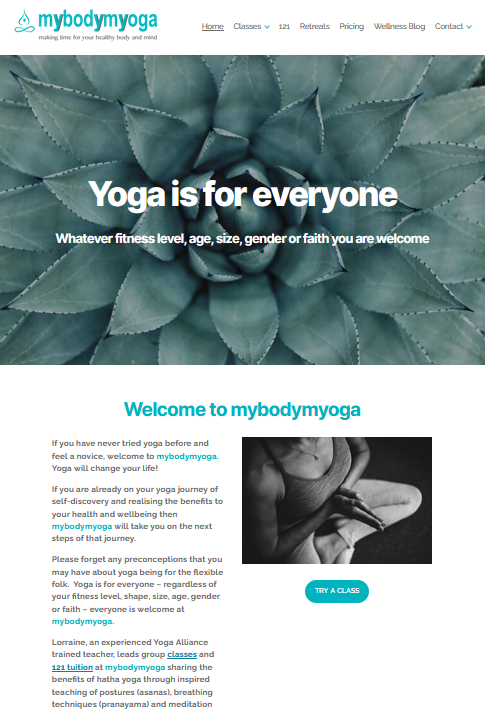 mybodymyoga
making time for your healthy body and mind
Home Classes 121 Retreats Pricing Wellness Blog Contact
Yoga is for everyone
Whatever fitness level, age, size, gender or faith you are welcome
Welcome to mybodymyoga
If you have never tried yoga before and
feel a novice, welcome to mybodymyoga.
Yoga will change your life!
If you are already on your yoga journey of
self-discovery and realising the benefits to
your health and wellbeing then
mybodymyoga will take you on the next
steps of that journey.
Please forget any preconceptions that you
may have about yoga being for the flexible
folk.  Yoga is for everyone – regardless of
your fitness level, shape, size, age, gender
or faith – everyone is welcome at
mybodymyoga.
Lorraine, an experienced Yoga Alliance
trained teacher, leads group classes and
121 tuition at mybodymyoga sharing the
benefits of hatha yoga through inspired
teaching of postures (asanas), breathing
techniques (pranayama) and meditation
TRY A CLASS